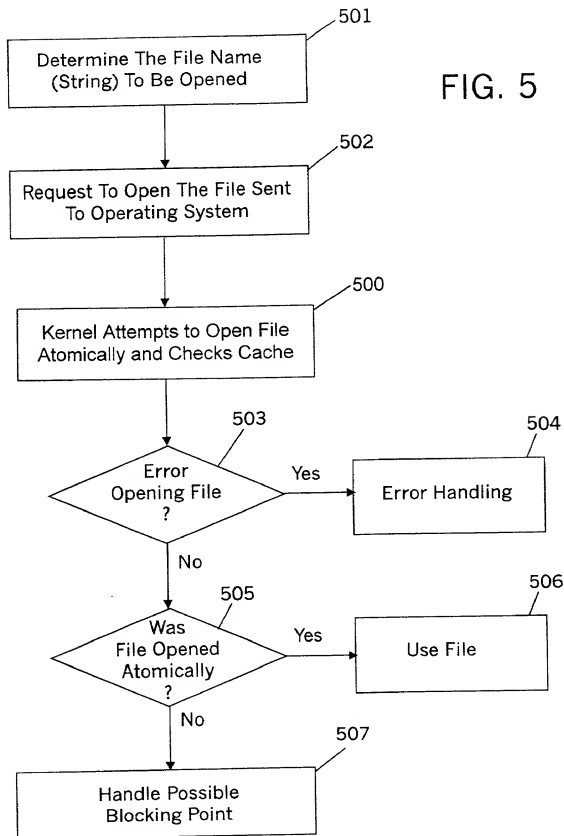 501
Determine The File Name
(String) To Be Opened
FIG. 5
502
Request To Open The File Sent
To Operating System
500
Kernel Attempts to Open File
Atomically and Checks Cache
503
Error
Opening File
?
Yes
504
Error Handling
No
505
Was
File Opened
Atomically
?
Yes
506
Use File
No
507
Handle Possible
Blocking Point